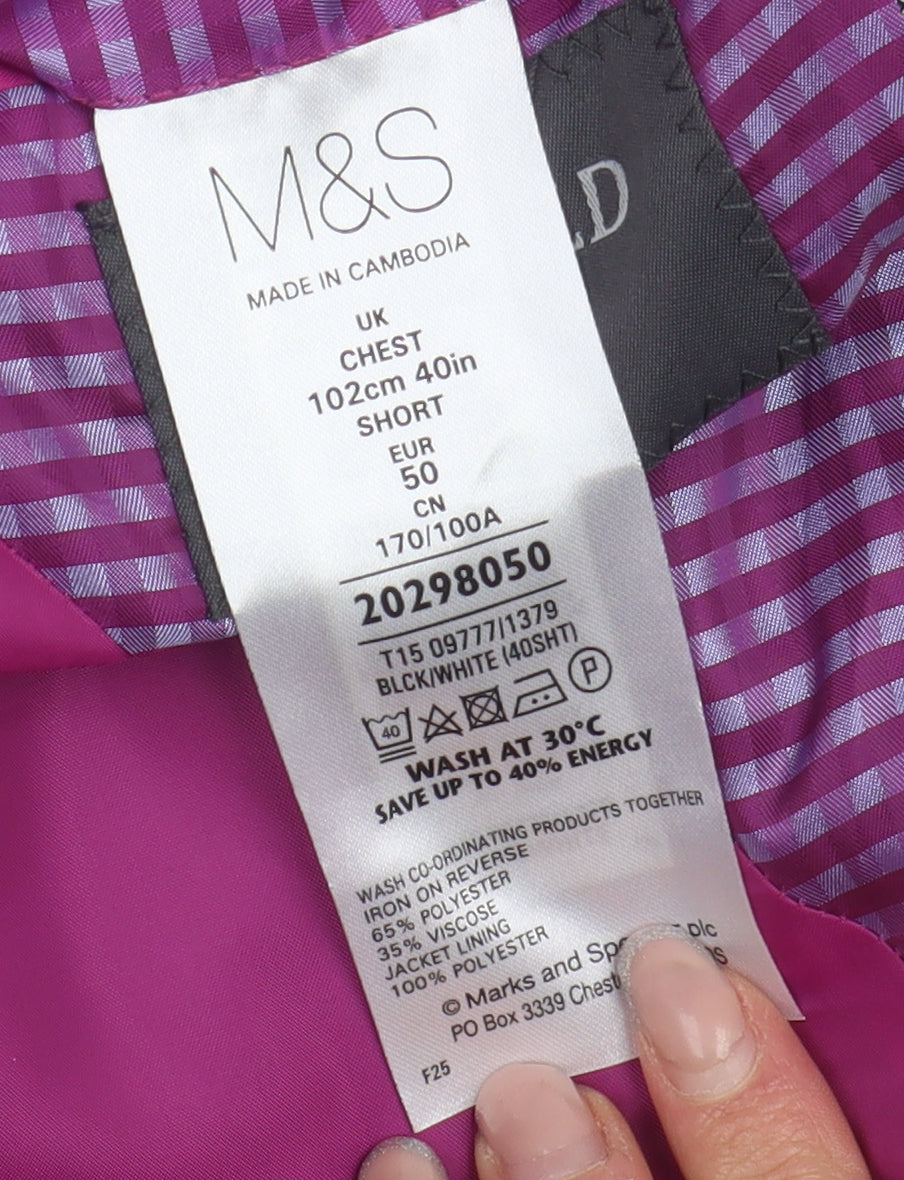 M&S
MADE IN CAMBODIA
UK
CHEST
102cm 40in
SHORT
EUR
50
CN
170/100A
20298050
T15 09777/1379
BLCK/WHITE (40SHT)
40
P
WASH AT 30°C
SAVE UP TO 40% ENERGY
WASH CO-ORDINATING PRODUCTS TOGETHER
IRON ON REVERSE
65% POLYESTER
35% VISCOSE
JACKET LINING
100% POLYESTER
© Marks and plc
PO Box 3339
F25
D